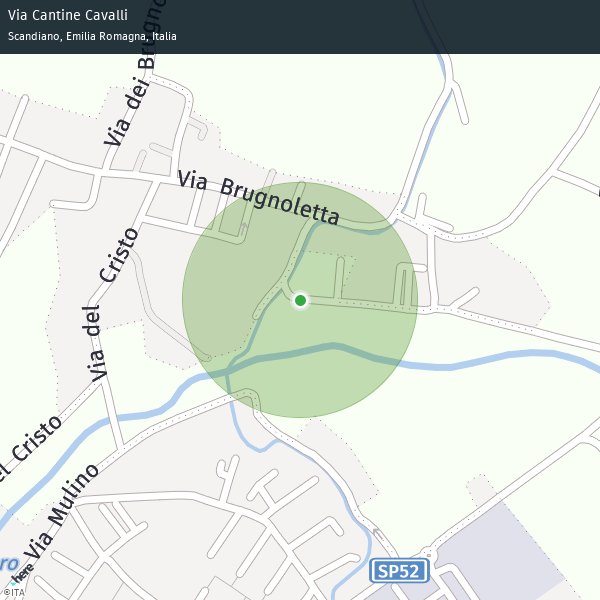 Via Cantine Cavalli
Scandiano, Emilia Romagna, Italia
Via dei Brugno
Via Brugnoletta
Via del Cristo
el Cristo
Via Mulino
SP52
ro
here
©ITA